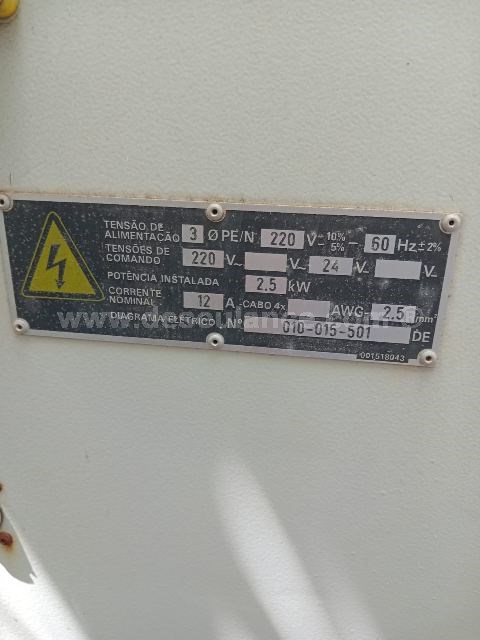 TENSÃO DE ALIMENTAÇÃO 3 Ø PE/N 220 V~ +10% -5% ~ 60 Hz ±2%
TENSÕES DE COMANDO 220 V~ V~ 24 V V~
POTÊNCIA INSTALADA 2.5 kW
CORRENTE NOMINAL 12 A CABO 4x AWG 2.5 mm²
DIAGRAMA ELÉTRICO Nº 010-015-501 DE
001518043